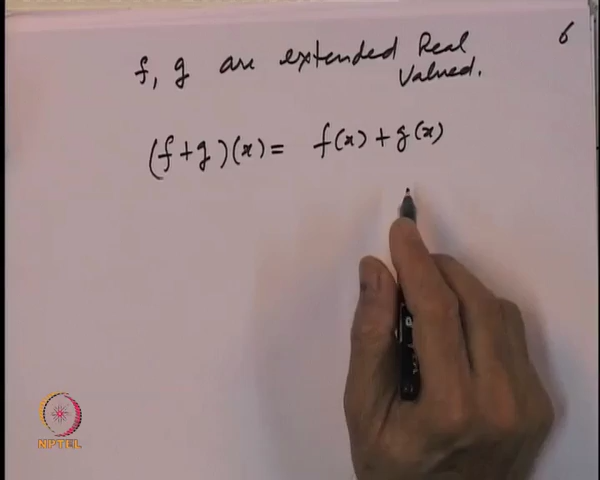 6
f, g are extended Real
Valued.
(f+g)(x) = f(x) + g(x)
NPTEL